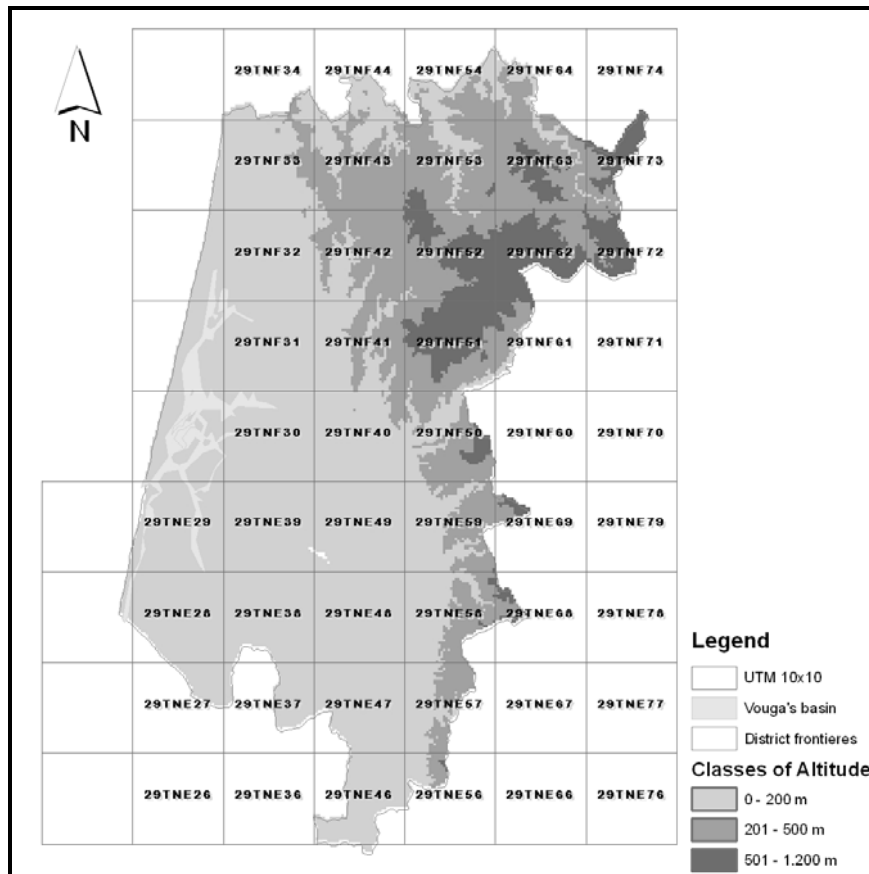 29TNF34 29TNF44 29TNF54 29TNF64 29TNF74
N
29TNF33 29TNF43 29TNF53 29TNF63 29TNF73
29TNF32 29TNF42 29TNF52 29TNF62 29TNF72
29TNF31 29TNF41 29TNF51 29TNF61 29TNF71
29TNF30 29TNF40 29TNF50 29TNF60 29TNF70
29TNE29 29TNE39 29TNE49 29TNE59 29TNE69 29TNE79
29TNE28 29TNE38 29TNE48 29TNE58 29TNE68 29TNE78
29TNE27 29TNE37 29TNE47 29TNE57 29TNE67 29TNE77
29TNE26 29TNE36 29TNE46 29TNE56 29TNE66 29TNE76
Legend
UTM 10x10
Vouga's basin
District frontieres
Classes of Altitude
0 - 200 m
201 - 500 m
501 - 1.200 m